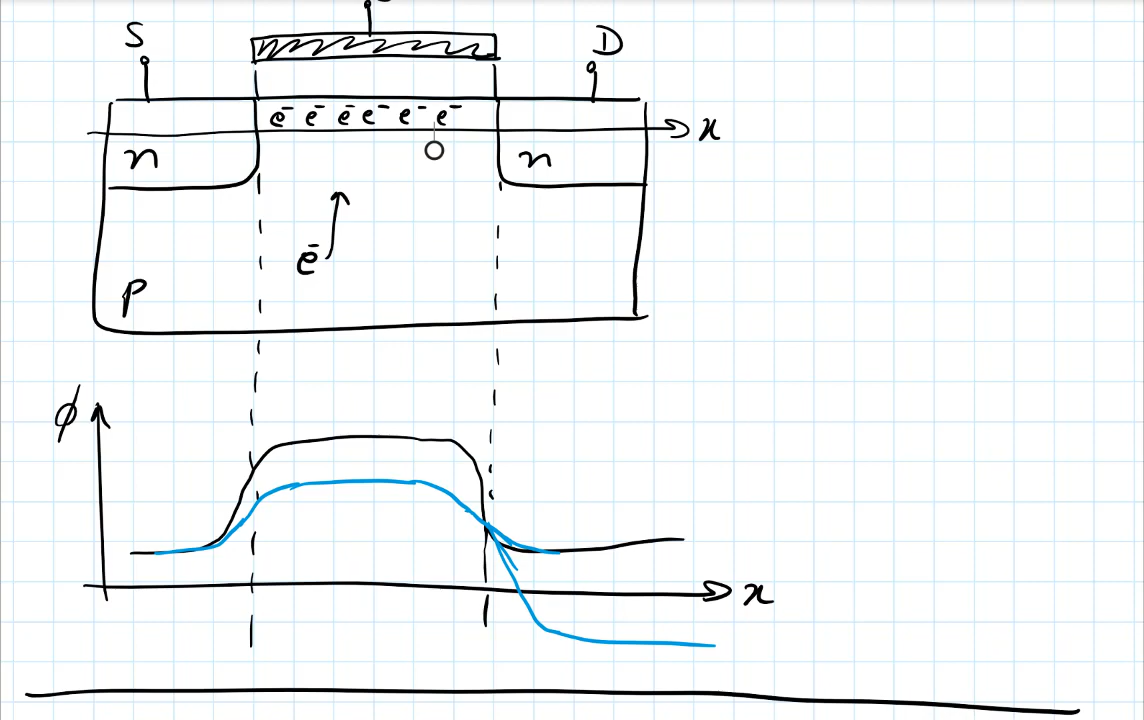 S D
e⁻ e⁻ e⁻ e⁻ e⁻ e⁻
x
n n
e⁻
p
ϕ
x